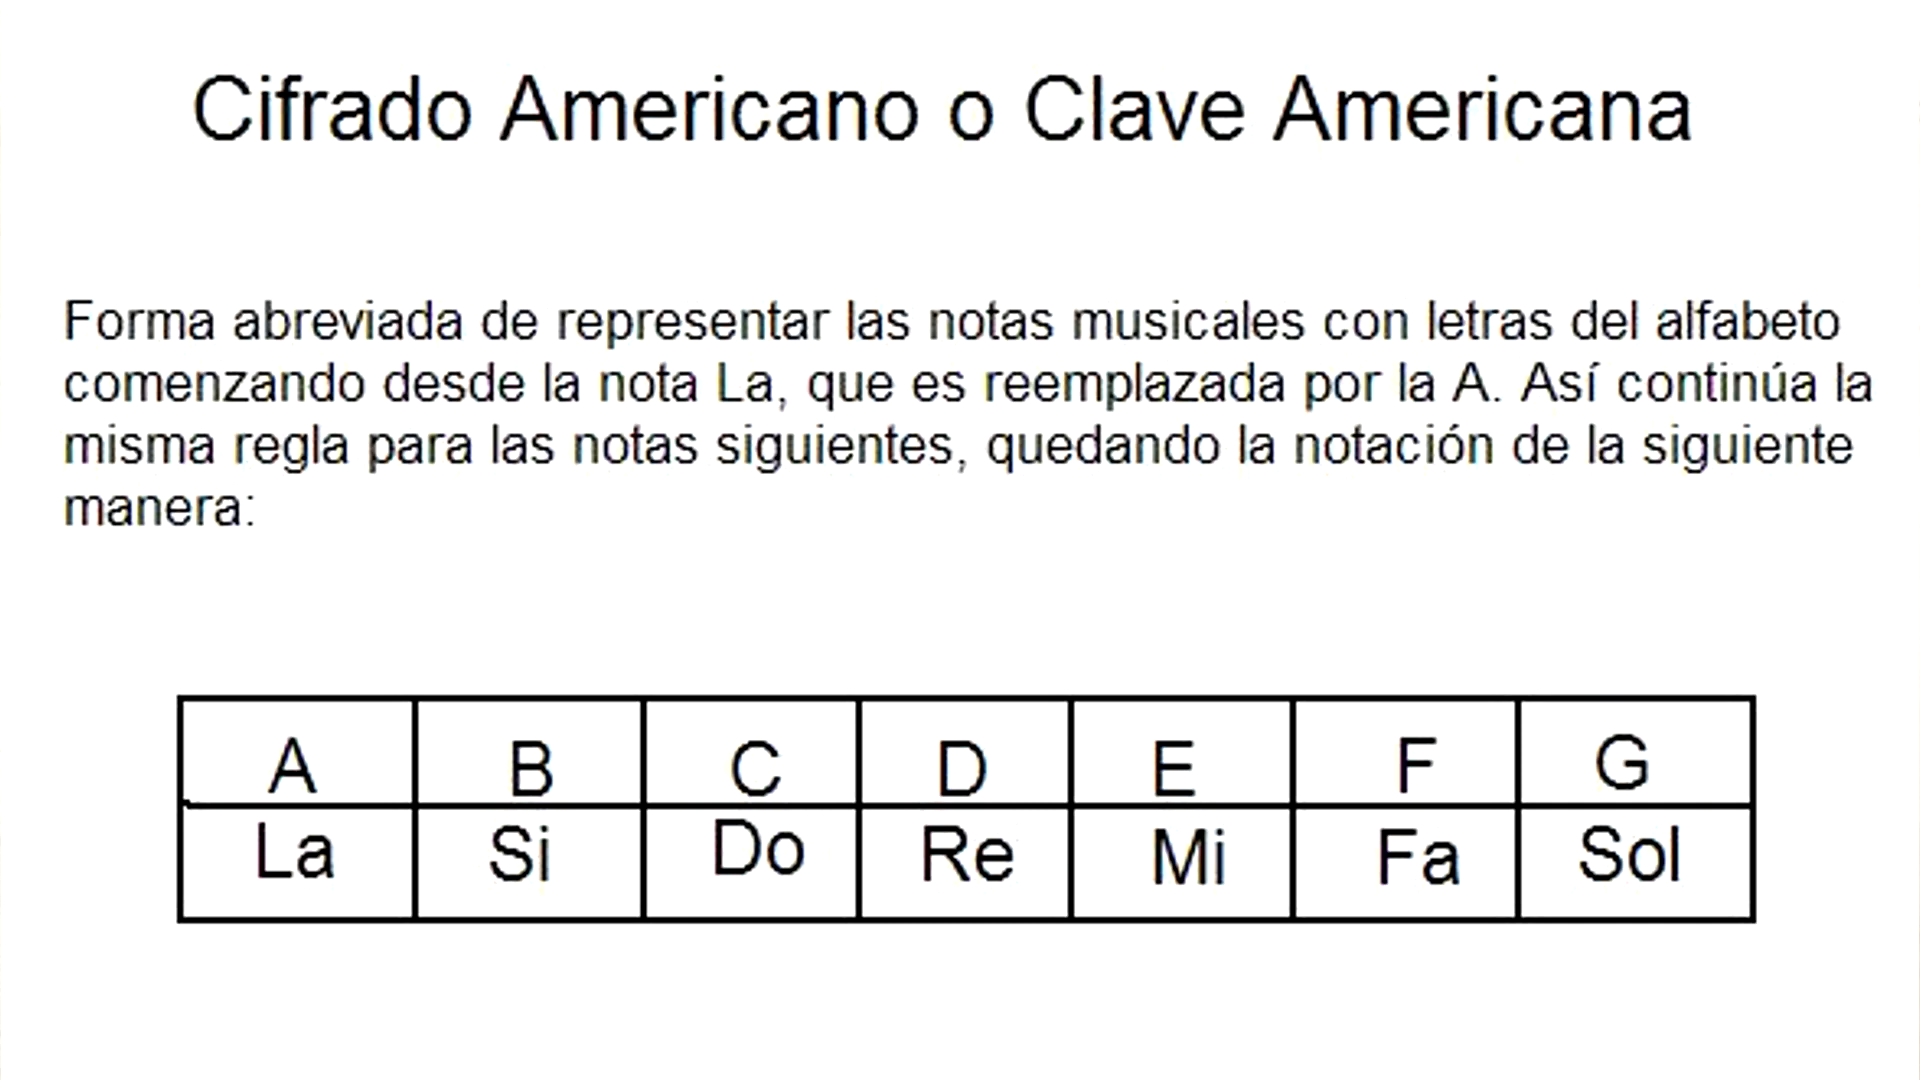 Cifrado Americano o Clave Americana
Forma abreviada de representar las notas musicales con letras del alfabeto
comenzando desde la nota La, que es reemplazada por la A. Así continúa la
misma regla para las notas siguientes, quedando la notación de la siguiente
manera:
A B C D E F G
La Si Do Re Mi Fa Sol